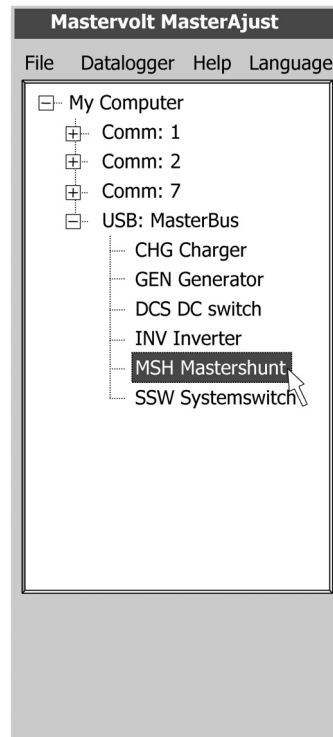 Mastervolt MasterAjust
File Datalogger Help Language
My Computer
Comm: 1
Comm: 2
Comm: 7
USB: MasterBus
CHG Charger
GEN Generator
DCS DC switch
INV Inverter
MSH Mastershunt
SSW Systemswitch